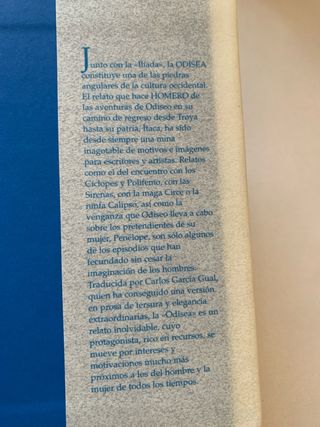 Junto con la «Ilíada», la ODISEA
constituye una de las piedras
angulares de la cultura occidental.
El relato que hace HOMERO de
las aventuras de Odiseo en su
camino de regreso desde Troya
hasta su patria, Ítaca, ha sido
desde siempre una mina
inagotable de motivos e imágenes
para escritores y artistas. Relatos
como el del encuentro con los
Cíclopes y Polifemo, con las
Sirenas, con la maga Circe o la
ninfa Calipso, así como la
venganza que Odiseo lleva a cabo
sobre los pretendientes de su
mujer, Penélope, son sólo algunos
de los episodios que han
fecundado sin cesar la
imaginación de los hombres.
Traducida por Carlos García Gual,
quien ha conseguido una versión
en prosa de tersura y elegancia
extraordinarias, la «Odisea» es un
relato inolvidable, cuyo
protagonista, rico en recursos, se
mueve por intereses y
motivaciones mucho más
próximos a los del hombre y la
mujer de todos los tiempos.